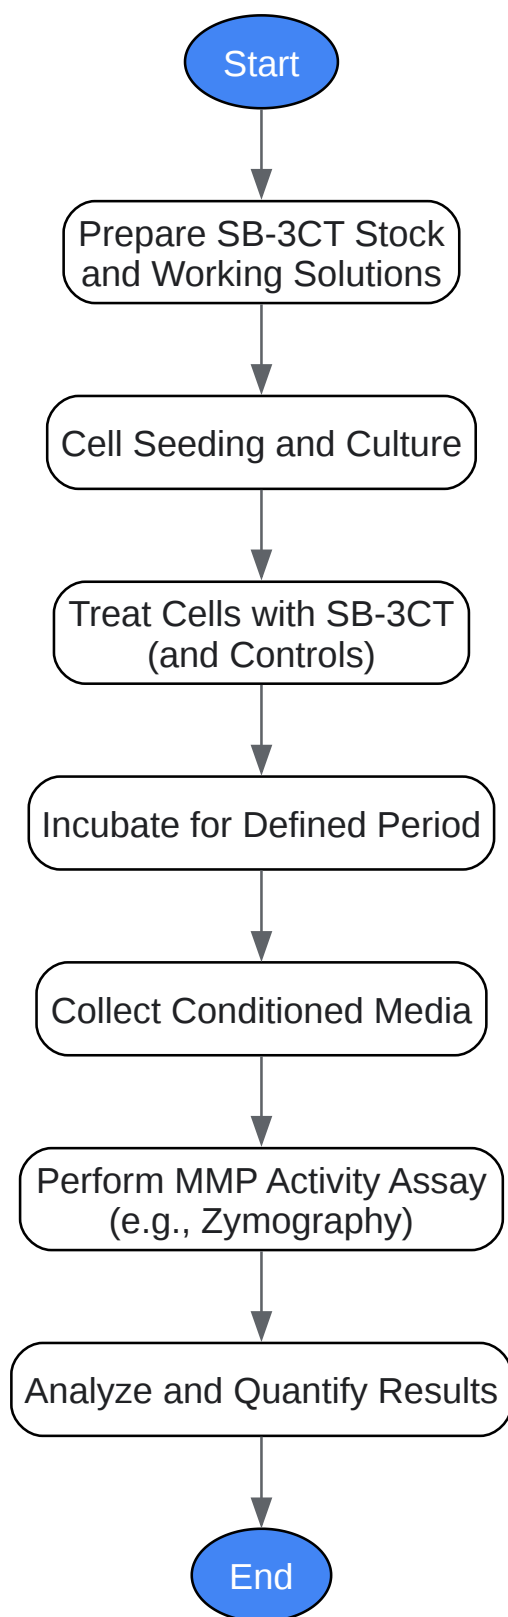 Start
Prepare SB-3CT Stock
and Working Solutions
Cell Seeding and Culture
Treat Cells with SB-3CT
(and Controls)
Incubate for Defined Period
Collect Conditioned Media
Perform MMP Activity Assay
(e.g., Zymography)
Analyze and Quantify Results
End